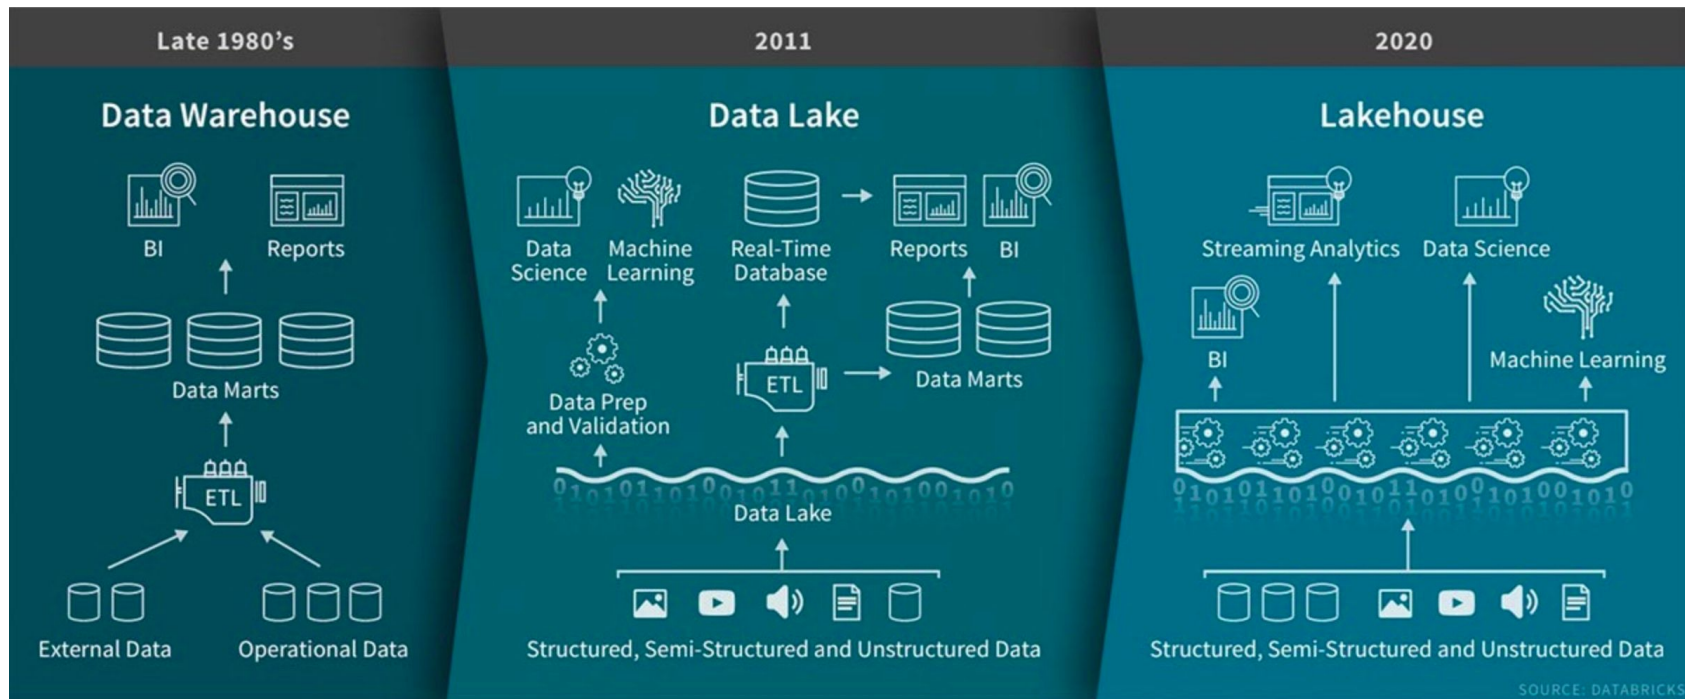 Late 1980's
Data Warehouse
BI
Reports
Data Marts
ETL
External Data
Operational Data
2011
Data Lake
Data
Science
Machine
Learning
Real-Time
Database
Reports
BI
Data Prep
and Validation
ETL
Data Marts
0101011010010110100101001010
Data Lake
Structured, Semi-Structured and Unstructured Data
2020
Lakehouse
Streaming Analytics
Data Science
BI
Machine Learning
Structured, Semi-Structured and Unstructured Data
SOURCE: DATABRICKS